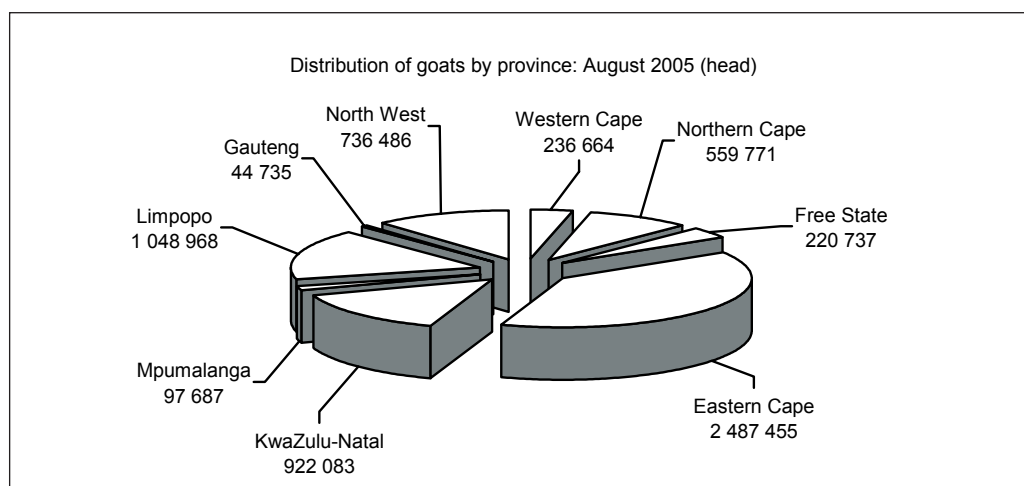 Distribution of goats by province: August 2005 (head)
North West
736 486
Western Cape
236 664
Northern Cape
559 771
Gauteng
44 735
Free State
220 737
Limpopo
1 048 968
Mpumalanga
97 687
Eastern Cape
2 487 455
KwaZulu-Natal
922 083